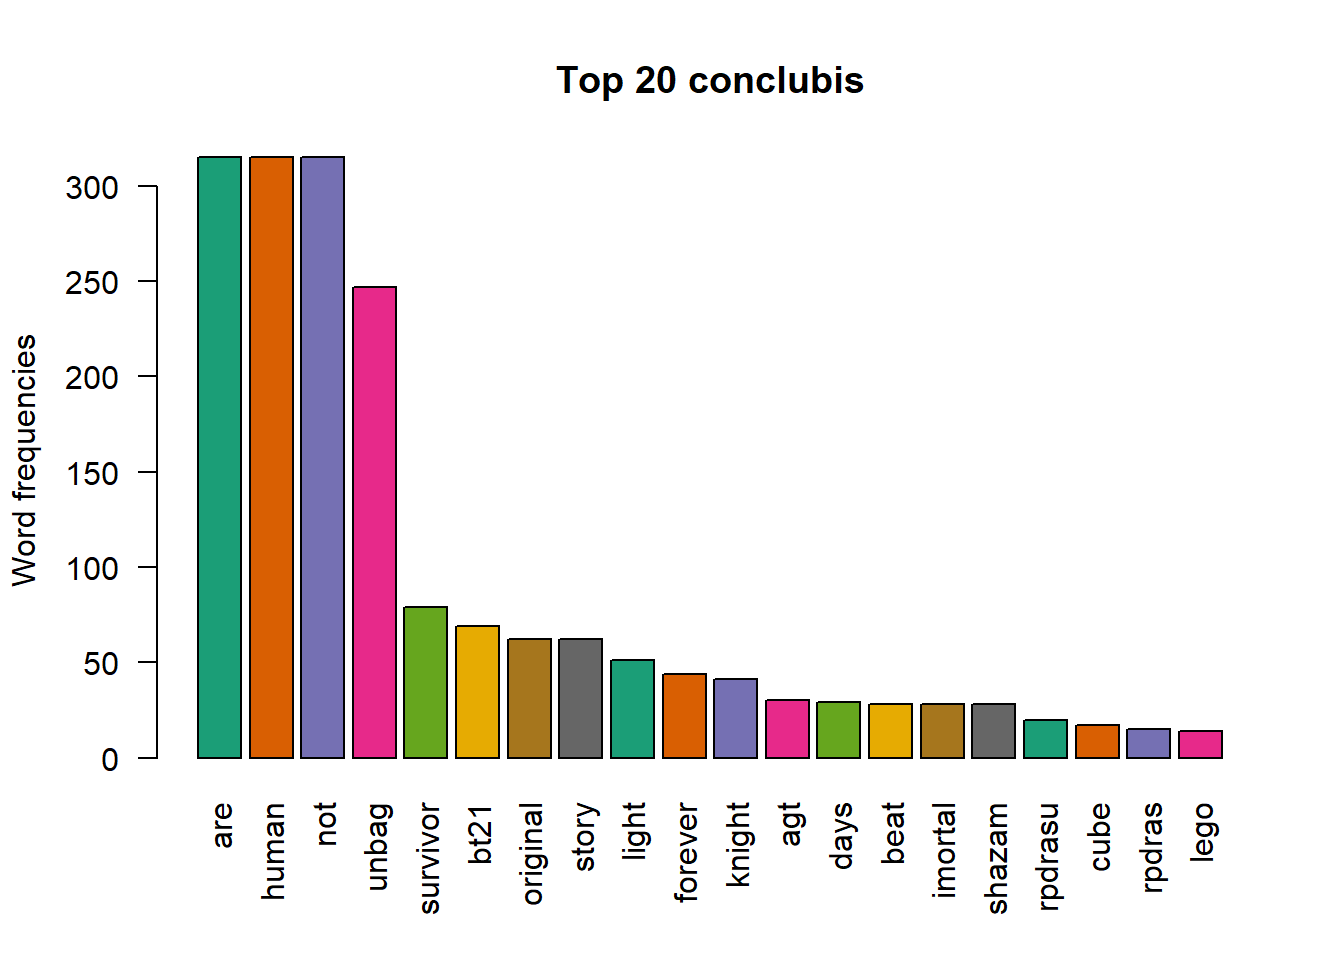 Top 20 conclubis
Word frequencies
300
250
200
150
100
50
0
are
human
not
unbag
survivor
bt21
original
story
light
forever
knight
agt
days
beat
imortal
shazam
rpdrasu
cube
rpdras
lego